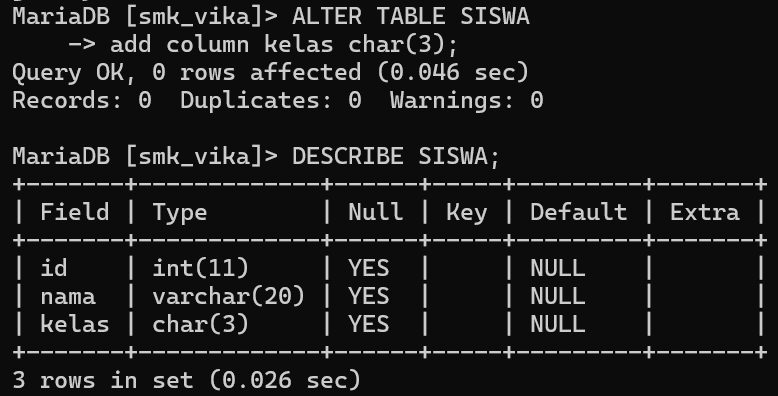 MariaDB [smk_vika]> ALTER TABLE SISWA
    -> add column kelas char(3);
Query OK, 0 rows affected (0.046 sec)
Records: 0  Duplicates: 0  Warnings: 0

MariaDB [smk_vika]> DESCRIBE SISWA;
+-------+-------------+------+-----+---------+-------+
| Field | Type        | Null | Key | Default | Extra |
+-------+-------------+------+-----+---------+-------+
| id    | int(11)     | YES  |     | NULL    |       |
| nama  | varchar(20) | YES  |     | NULL    |       |
| kelas | char(3)     | YES  |     | NULL    |       |
+-------+-------------+------+-----+---------+-------+
3 rows in set (0.026 sec)